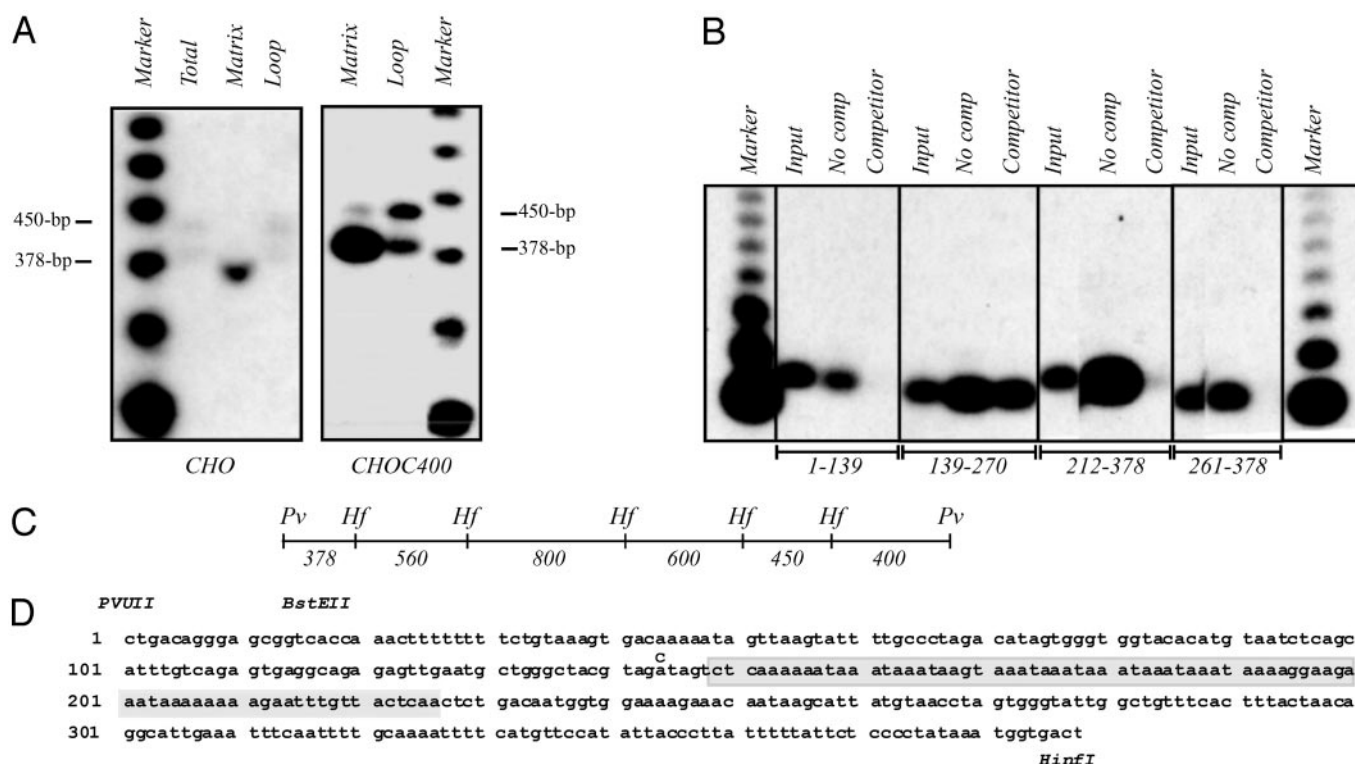 A
Marker
Total
Matrix
Loop
Matrix
Loop
Marker
450-bp
378-bp
450-bp
378-bp
CHO
CHOC400
B
Marker
Input
No comp
Competitor
Input
No comp
Competitor
Input
No comp
Competitor
Input
No comp
Competitor
Marker
1-139
139-270
212-378
261-378
C
Pv Hf Hf Hf Hf Hf Pv
378 560 800 600 450 400
D
PVUII BstEII
1 ctgacaggga gcggtcacca aacttttttt tctgtaaagt gacaaaaata gttaagtatt ttgccctaga catagtgggt ggtacacatg taatctcagc
c
101 atttgtcaga gtgaggcaga gagttgaatg ctgggctacg tagatagtct caaaaaataa ataaataagt aaataaataa ataaataaat aaaaggaaga
201 aataaaaaaa agaatttgtt actcaactct gacaatggtg gaaaagaaac aataagcatt atgtaaccta gtgggtattg gctgtttcac tttactaaca
301 ggcattgaaa tttcaatttt gcaaaatttt catgttccat attaccctta tttttattct cccctataaa tggtgact
HinfI